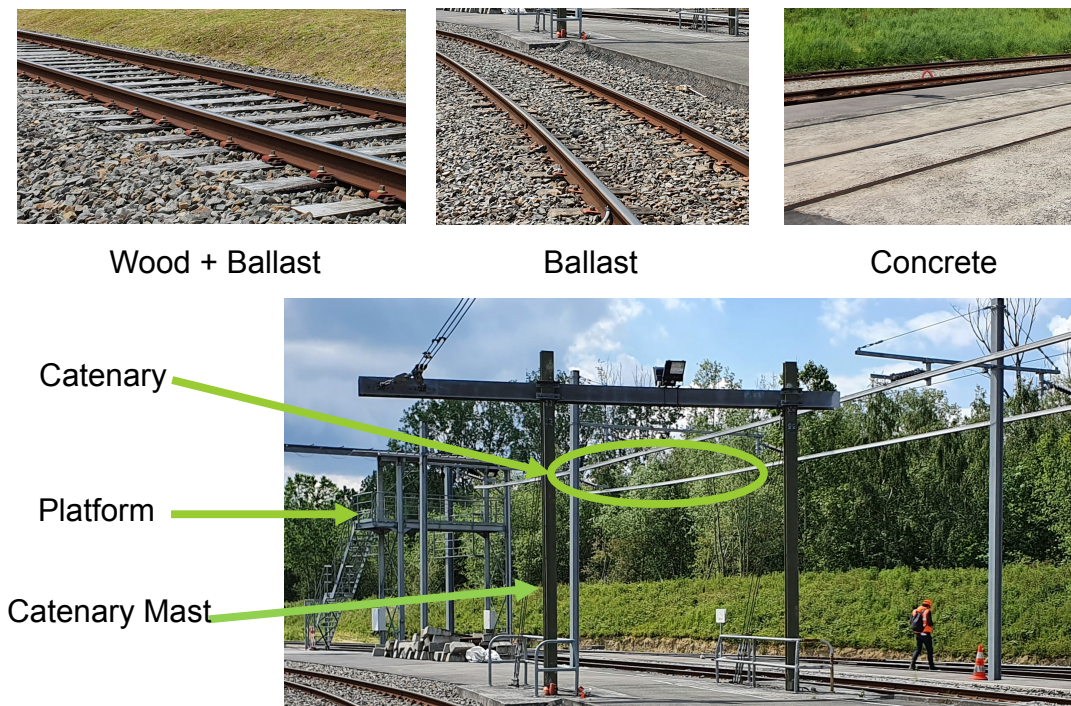 Wood + Ballast
Ballast
Concrete
Catenary
Platform
Catenary Mast